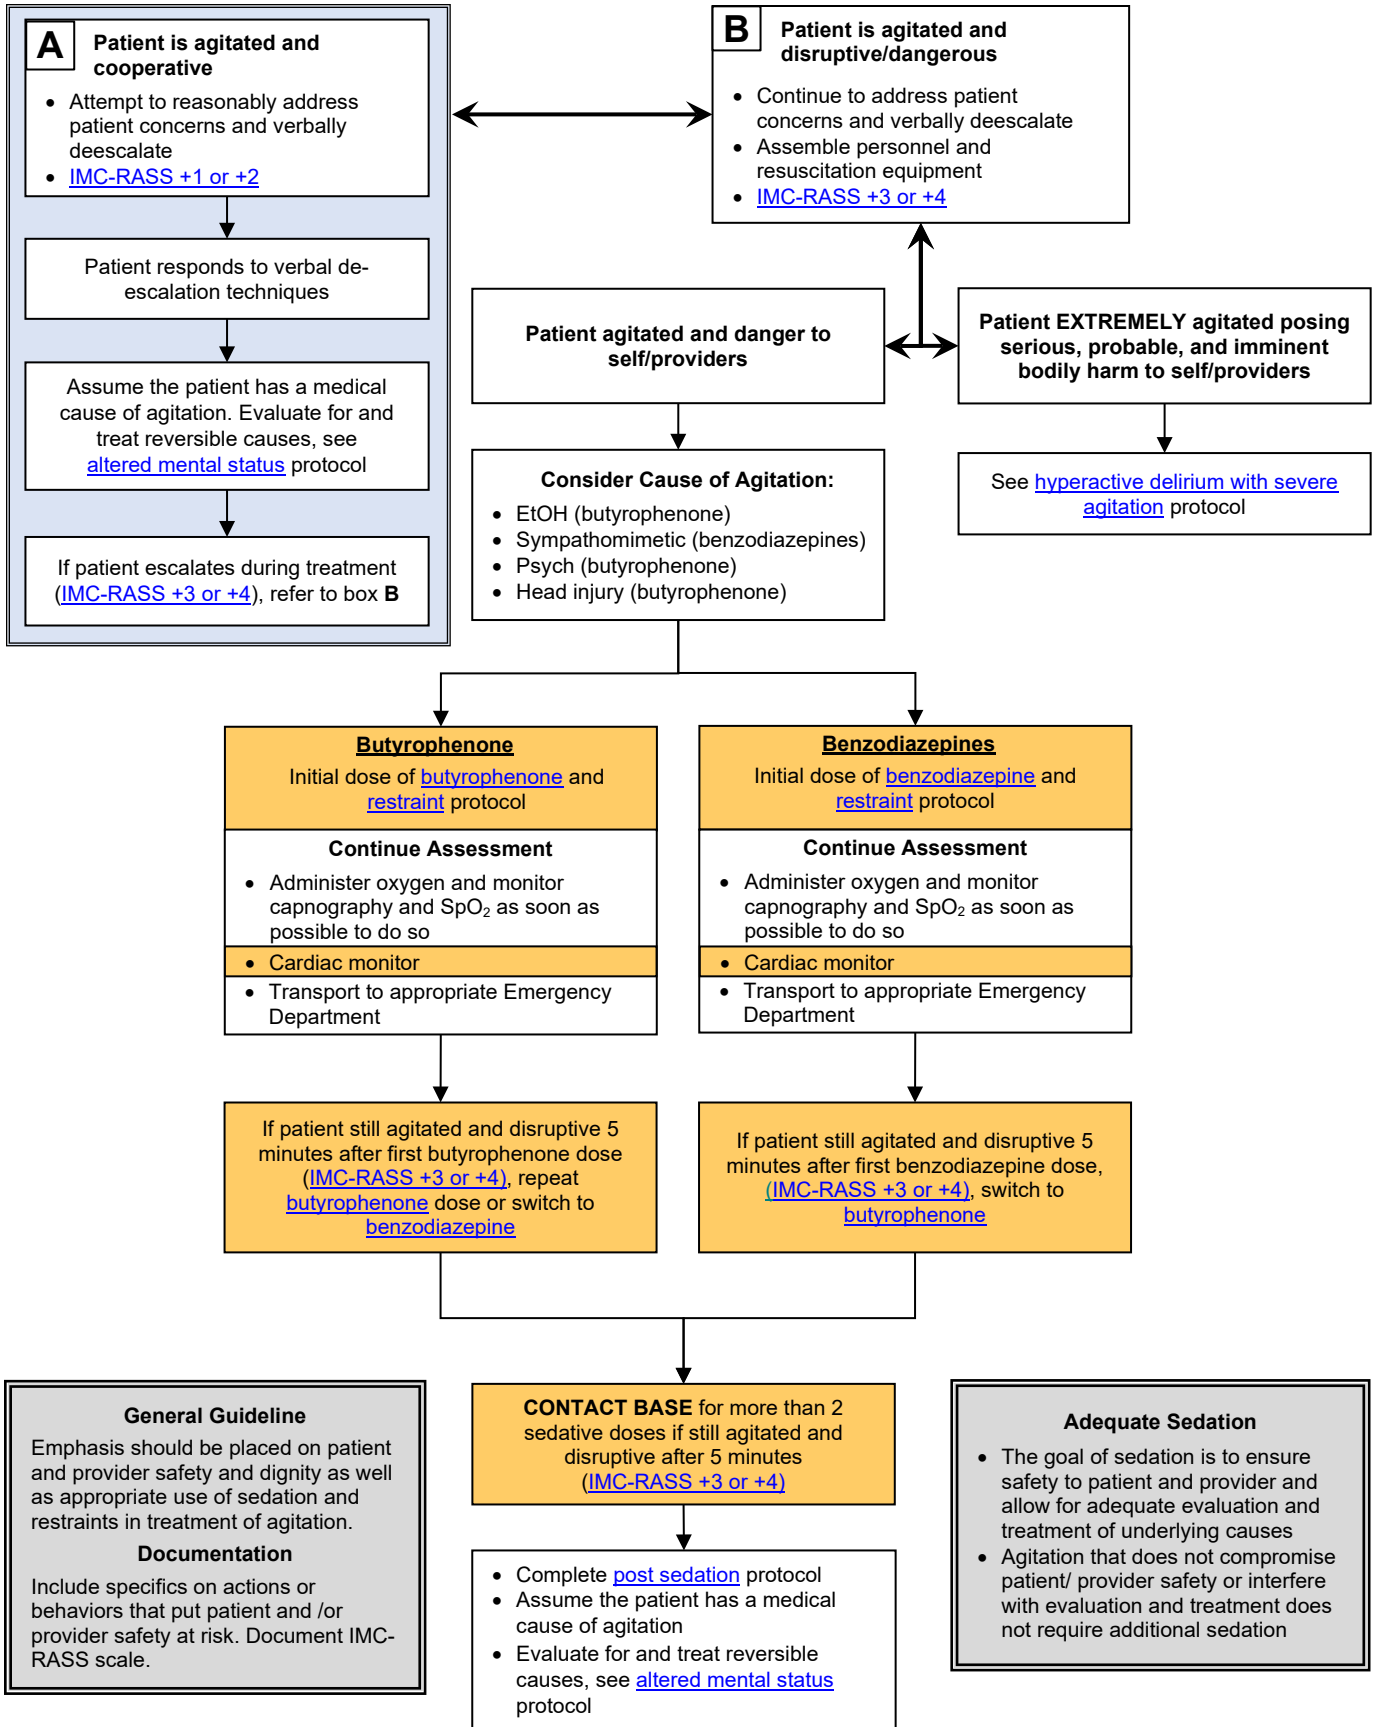 A
Patient is agitated and
cooperative
• Attempt to reasonably address
patient concerns and verbally
deescalate
• IMC-RASS +1 or +2
Patient responds to verbal de-
escalation techniques
Assume the patient has a medical
cause of agitation. Evaluate for and
treat reversible causes, see
altered mental status protocol
If patient escalates during treatment
(IMC-RASS +3 or +4), refer to box B
B
Patient is agitated and
disruptive/dangerous
• Continue to address patient
concerns and verbally deescalate
• Assemble personnel and
resuscitation equipment
• IMC-RASS +3 or +4
Patient agitated and danger to
self/providers
Patient EXTREMELY agitated posing
serious, probable, and imminent
bodily harm to self/providers
See hyperactive delirium with severe
agitation protocol
Consider Cause of Agitation:
• EtOH (butyrophenone)
• Sympathomimetic (benzodiazepines)
• Psych (butyrophenone)
• Head injury (butyrophenone)
Butyrophenone
Initial dose of butyrophenone and
restraint protocol
Continue Assessment
• Administer oxygen and monitor
capnography and SpO2 as soon as
possible to do so
• Cardiac monitor
• Transport to appropriate Emergency
Department
If patient still agitated and disruptive 5
minutes after first butyrophenone dose
(IMC-RASS +3 or +4), repeat
butyrophenone dose or switch to
benzodiazepine
Benzodiazepines
Initial dose of benzodiazepine and
restraint protocol
Continue Assessment
• Administer oxygen and monitor
capnography and SpO2 as soon as
possible to do so
• Cardiac monitor
• Transport to appropriate Emergency
Department
If patient still agitated and disruptive 5
minutes after first benzodiazepine dose,
(IMC-RASS +3 or +4), switch to
butyrophenone
CONTACT BASE for more than 2
sedative doses if still agitated and
disruptive after 5 minutes
(IMC-RASS +3 or +4)
• Complete post sedation protocol
• Assume the patient has a medical
cause of agitation
• Evaluate for and treat reversible
causes, see altered mental status
protocol
General Guideline
Emphasis should be placed on patient
and provider safety and dignity as well
as appropriate use of sedation and
restraints in treatment of agitation.
Documentation
Include specifics on actions or
behaviors that put patient and /or
provider safety at risk. Document IMC-
RASS scale.
Adequate Sedation
• The goal of sedation is to ensure
safety to patient and provider and
allow for adequate evaluation and
treatment of underlying causes
• Agitation that does not compromise
patient/ provider safety or interfere
with evaluation and treatment does
not require additional sedation